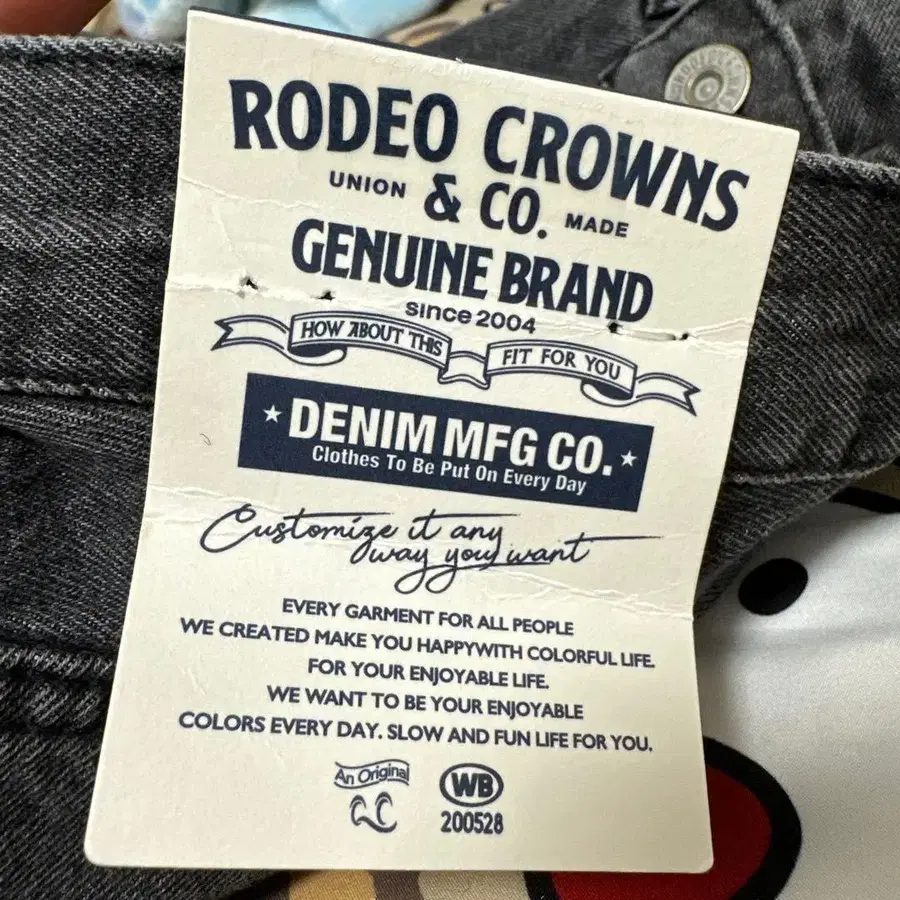 RODEO CROWNS
UNION & CO. MADE
GENUINE BRAND
since 2004
HOW ABOUT THIS FIT FOR YOU
★ DENIM MFG CO. ★
Clothes To Be Put On Every Day
Customize it any
way you want
EVERY GARMENT FOR ALL PEOPLE
WE CREATED MAKE YOU HAPPYWITH COLORFUL LIFE.
FOR YOUR ENJOYABLE LIFE.
WE WANT TO BE YOUR ENJOYABLE
COLORS EVERY DAY. SLOW AND FUN LIFE FOR YOU.
An Original
WB
200528